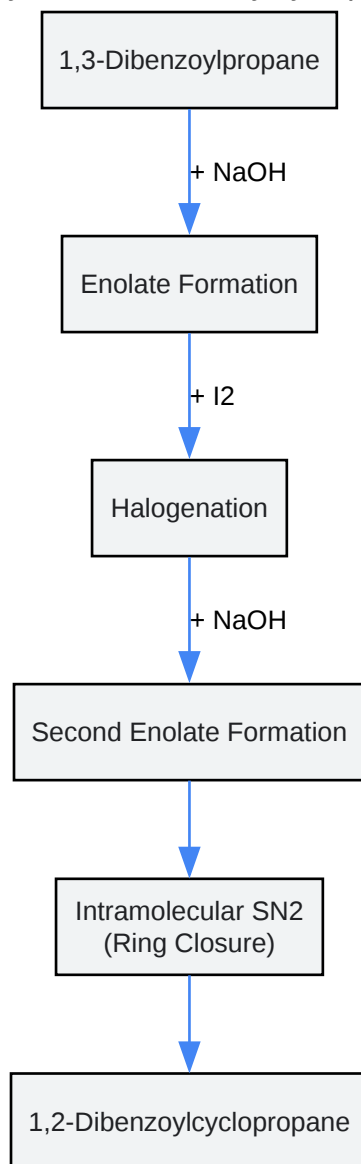 1,3-Dibenzoylpropane
+ NaOH
Enolate Formation
+ I2
Halogenation
+ NaOH
Second Enolate Formation
Intramolecular SN2
(Ring Closure)
1,2-Dibenzoylcyclopropane